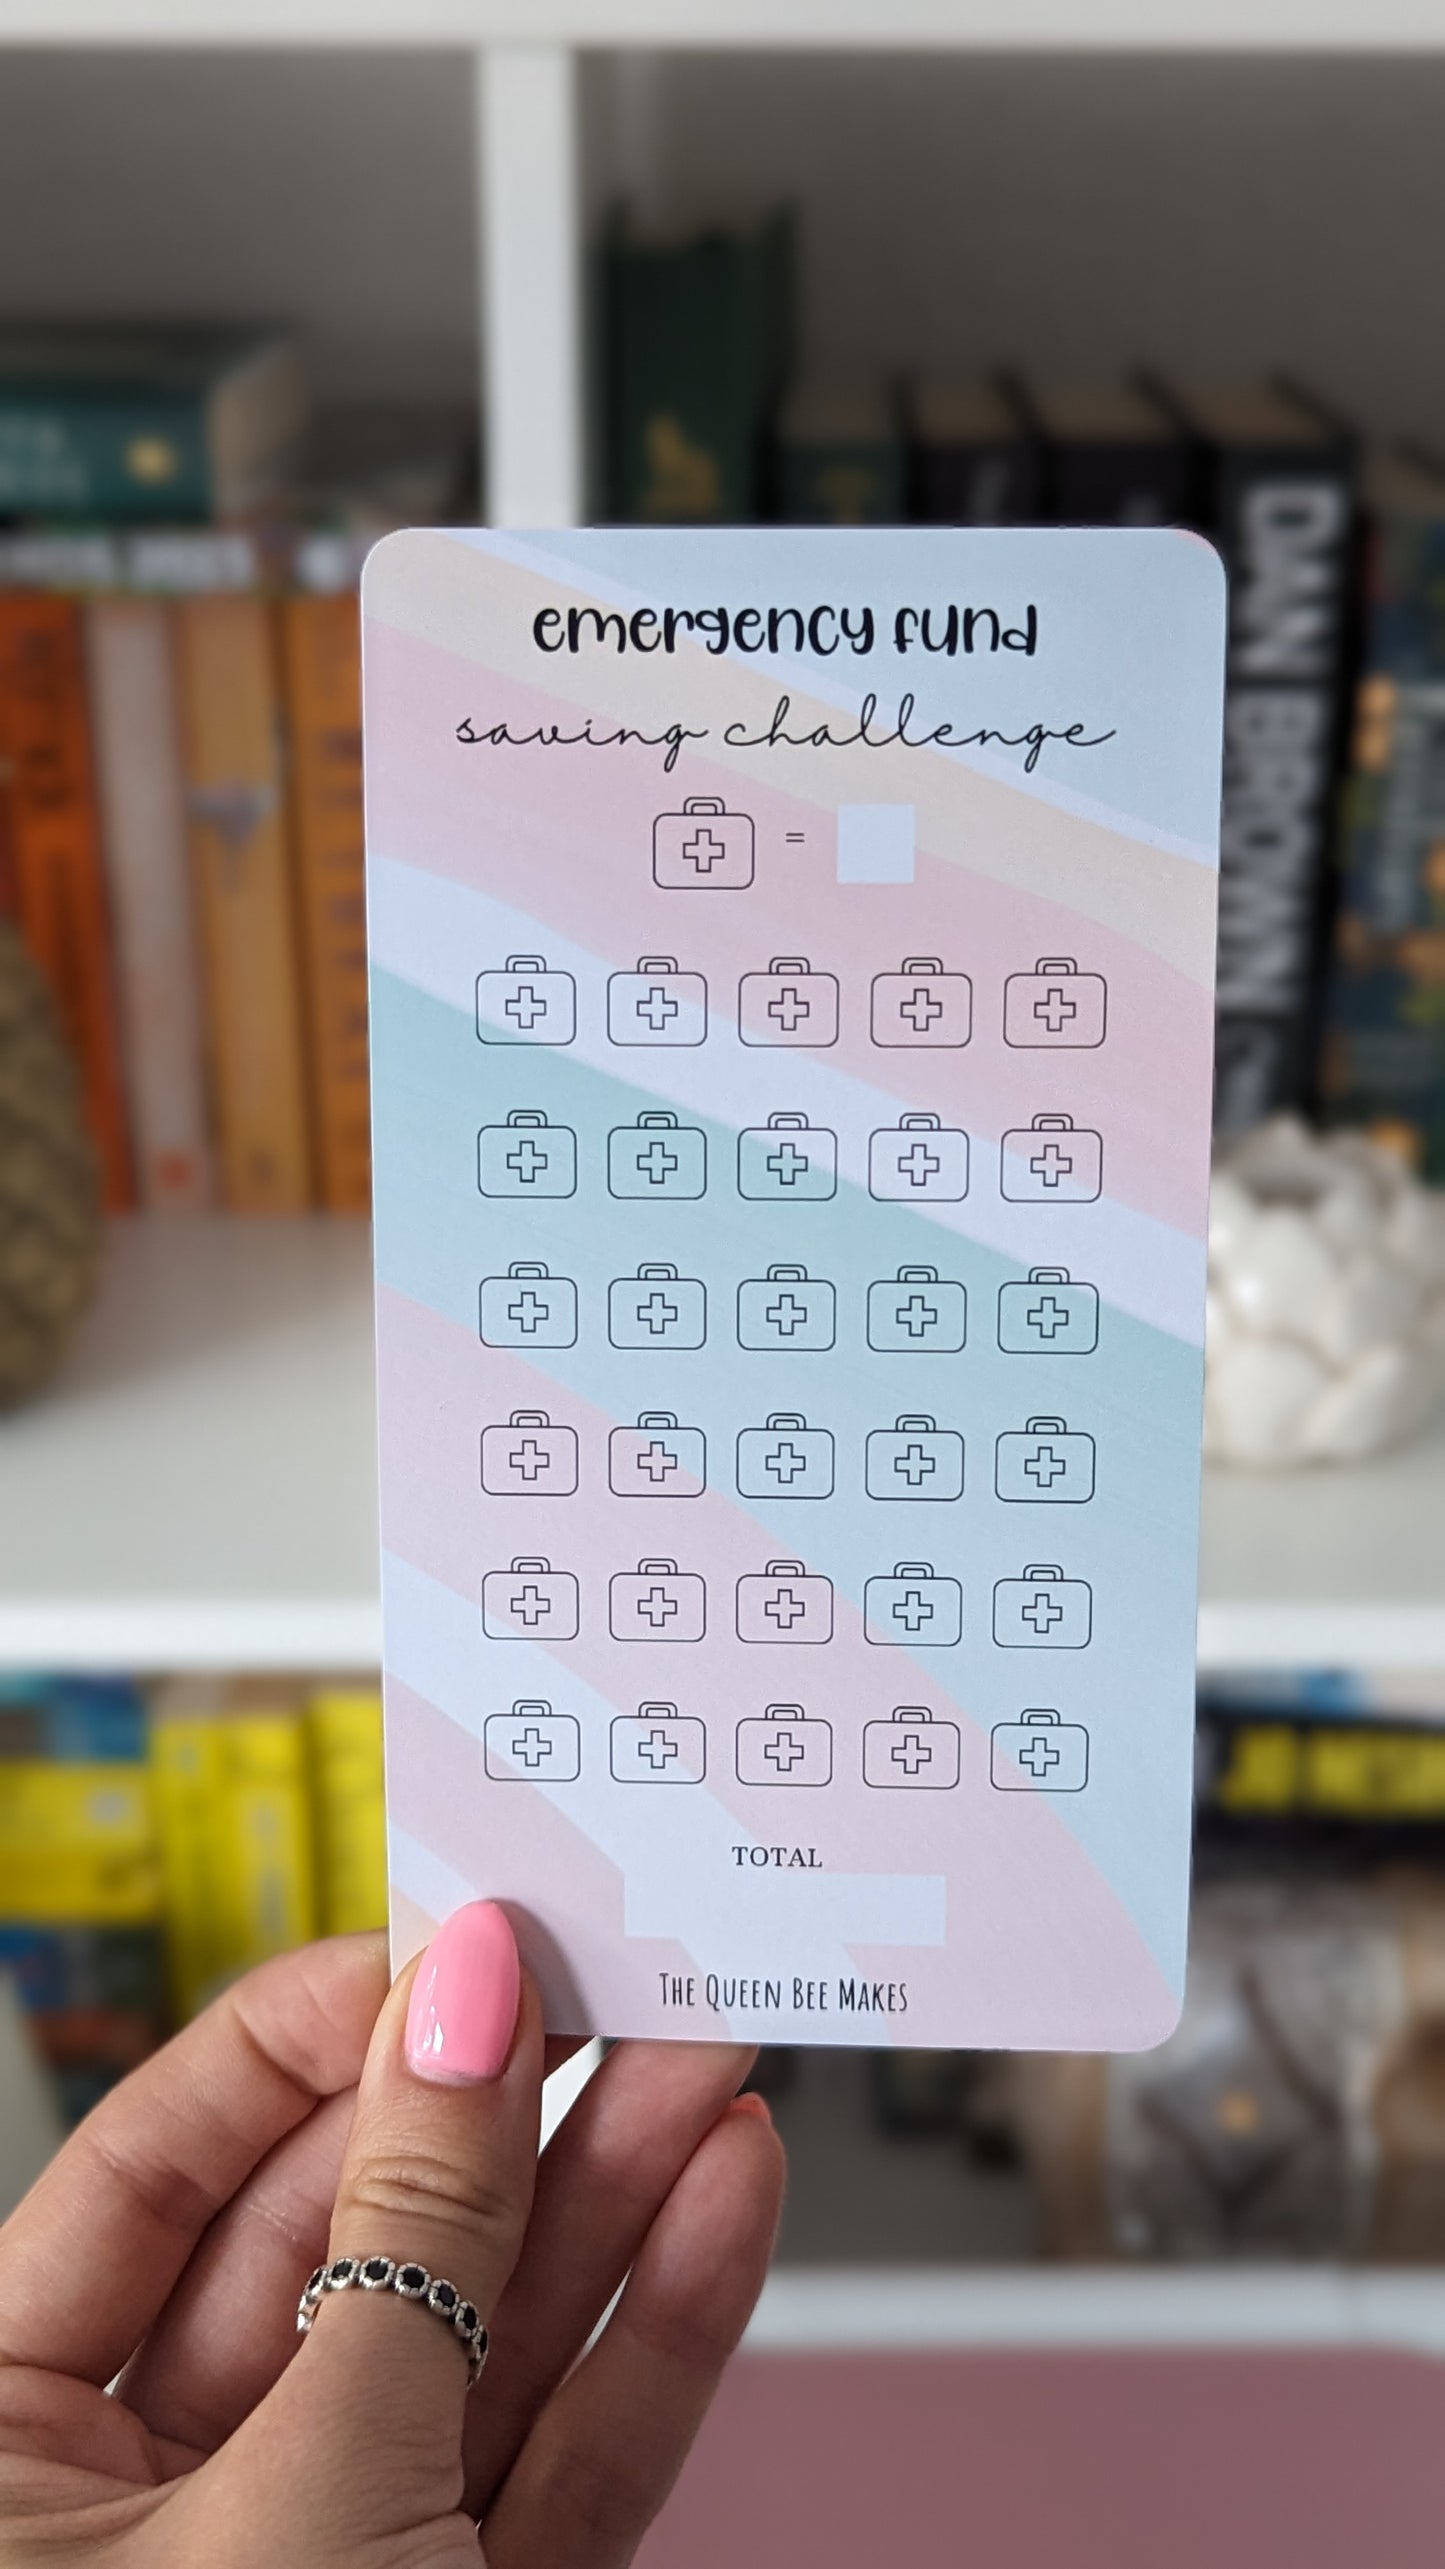 emergency fund
saving challenge
=
TOTAL
THE QUEEN BEE MAKES
DAN BROWN